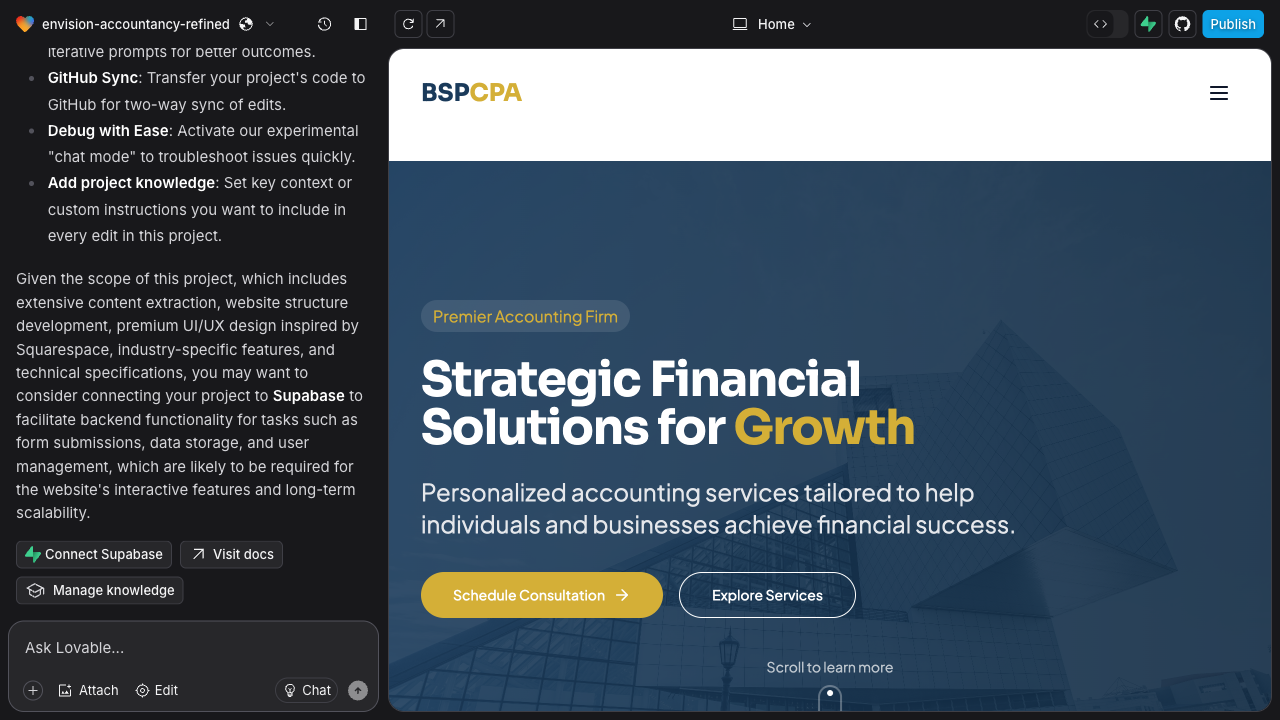 envision-accountancy-refined
Home
Publish
iterative prompts for better outcomes.
GitHub Sync: Transfer your project's code to
GitHub for two-way sync of edits.
Debug with Ease: Activate our experimental
"chat mode" to troubleshoot issues quickly.
Add project knowledge: Set key context or
custom instructions you want to include in
every edit in this project.
Given the scope of this project, which includes
extensive content extraction, website structure
development, premium UI/UX design inspired by
Squarespace, industry-specific features, and
technical specifications, you may want to
consider connecting your project to Supabase to
facilitate backend functionality for tasks such as
form submissions, data storage, and user
management, which are likely to be required for
the website's interactive features and long-term
scalability.
Connect Supabase
Visit docs
Manage knowledge
Ask Lovable...
Attach
Edit
Chat
BSPCPA
Premier Accounting Firm
Strategic Financial
Solutions for Growth
Personalized accounting services tailored to help
individuals and businesses achieve financial success.
Schedule Consultation
Explore Services
Scroll to learn more